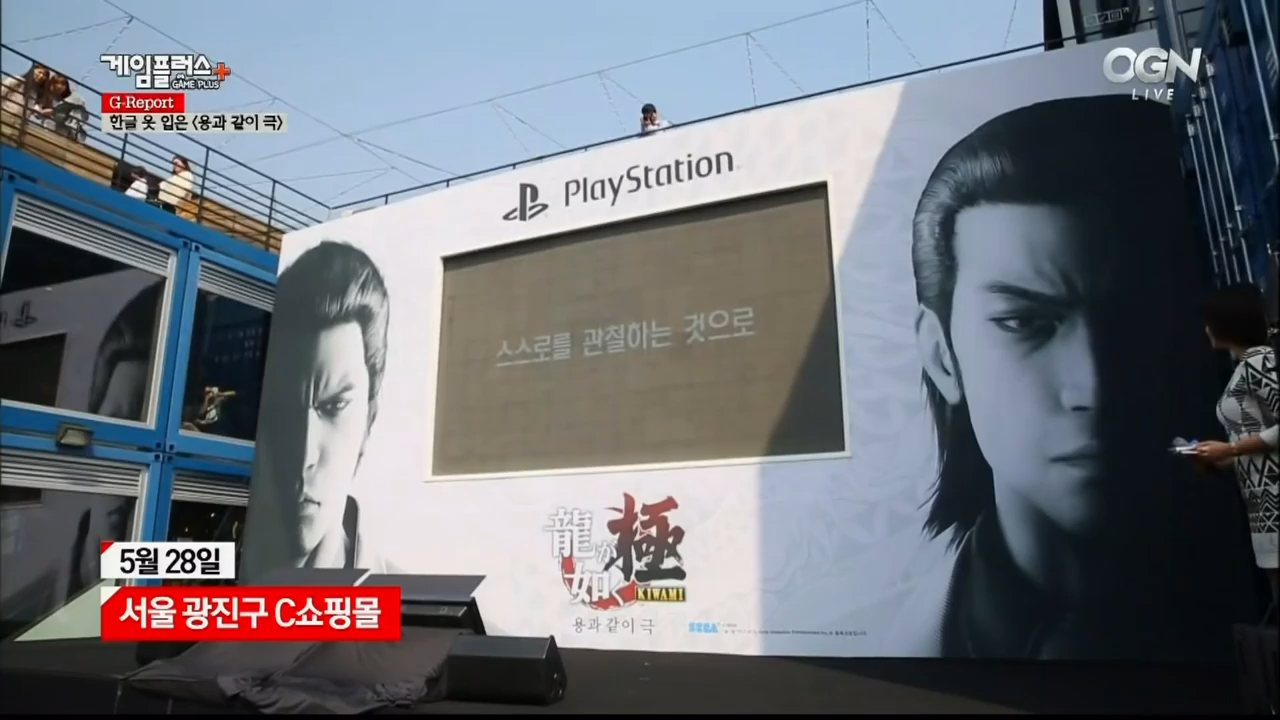 게임플러스+
GAME PLUS
G-Report
한글 옷 입은 <용과 같이 극>
OGN
LIVE
PlayStation
스스로를 관철하는 것으로
龍が如く 極
KIWAMI
용과 같이 극
SEGA
5월 28일
서울 광진구 C쇼핑몰